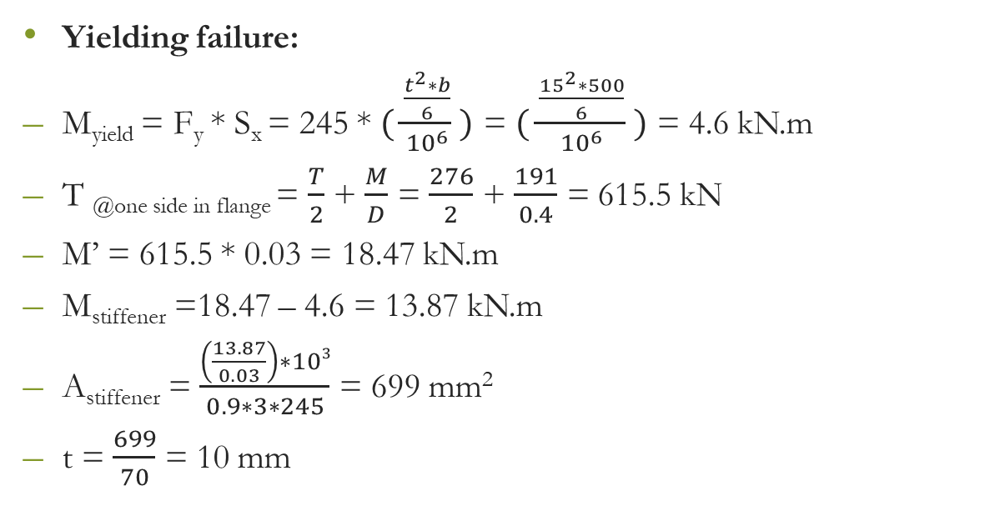 • Yielding failure:
– M_yield = F_y * S_x = 245 * ( ((t²*b)/6)/10⁶ ) = ( ((15²*500)/6)/10⁶ ) = 4.6 kN.m
– T @one side in flange = T/2 + M/D = 276/2 + 191/0.4 = 615.5 kN
– M’ = 615.5 * 0.03 = 18.47 kN.m
– M_stiffener =18.47 – 4.6 = 13.87 kN.m
– A_stiffener = ((13.87/0.03)*10³)/(0.9*3*245) = 699 mm²
– t = 699/70 = 10 mm